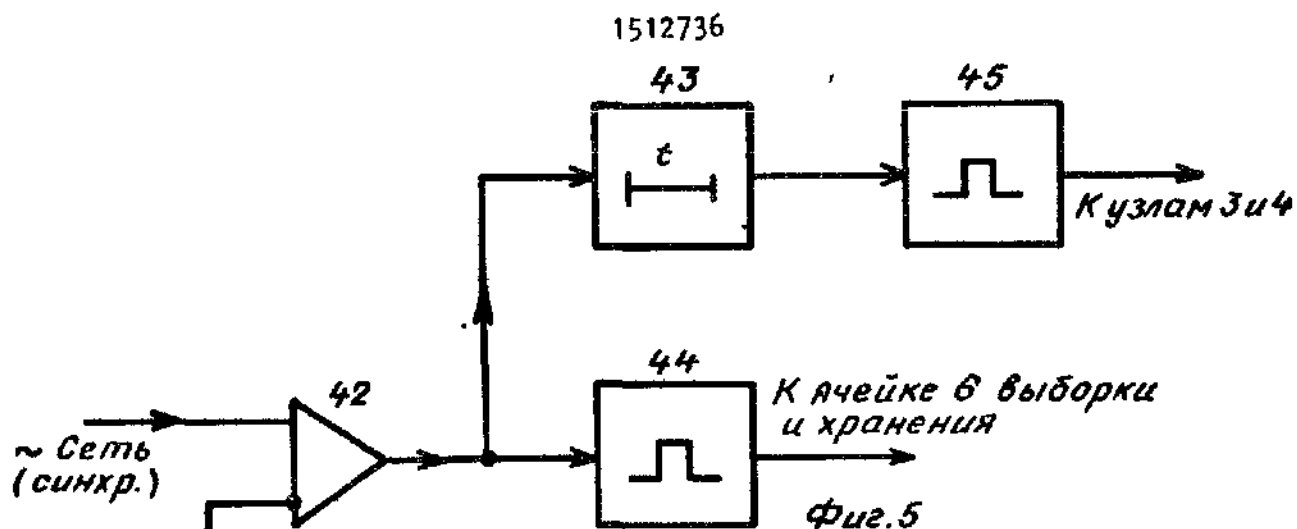 1512736
43
45
t
К узлам 3 и 4
44
42
К ячейке 6 выборки
и хранения
~ Сеть
(синхр.)
Фиг.5